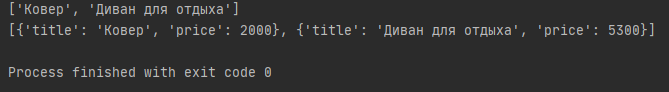 ['Ковер', 'Диван для отдыха']
[{'title': 'Ковер', 'price': 2000}, {'title': 'Диван для отдыха', 'price': 5300}]
Process finished with exit code 0